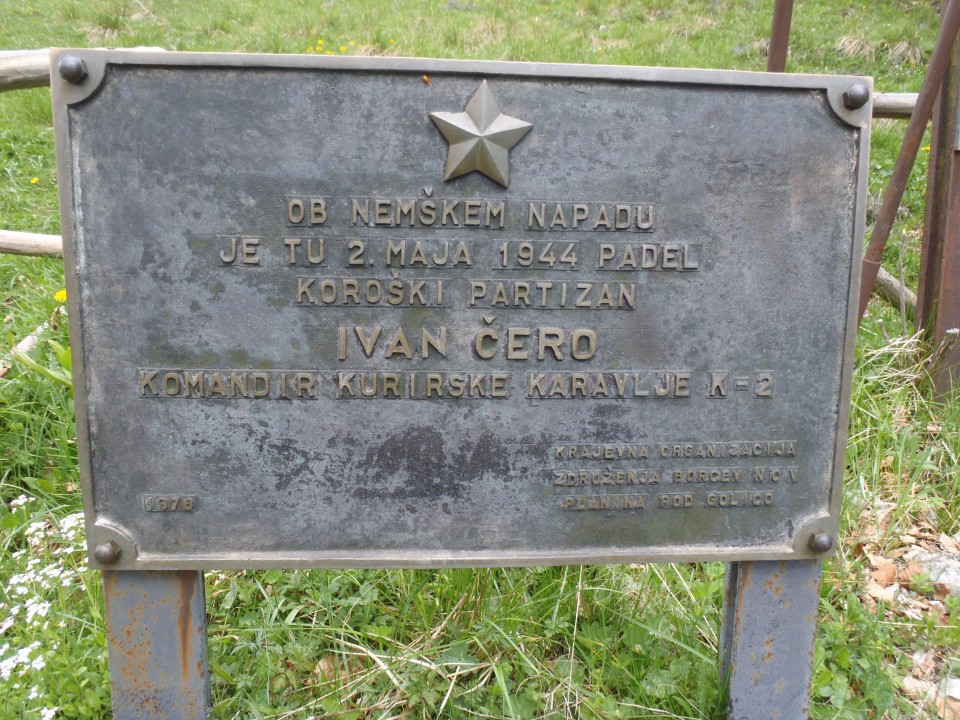 OB NEMŠKEM NAPADU
JE TU 2. MAJA 1944 PADEL
KOROŠKI PARTIZAN
IVAN ČERO
KOMANDIR KURIRSKE KARAVLJE K-2
KRAJEVNA ORGANIZACIJA
ZDRUŽENJA BORCEV NOV
PLANINA POD GOLICO